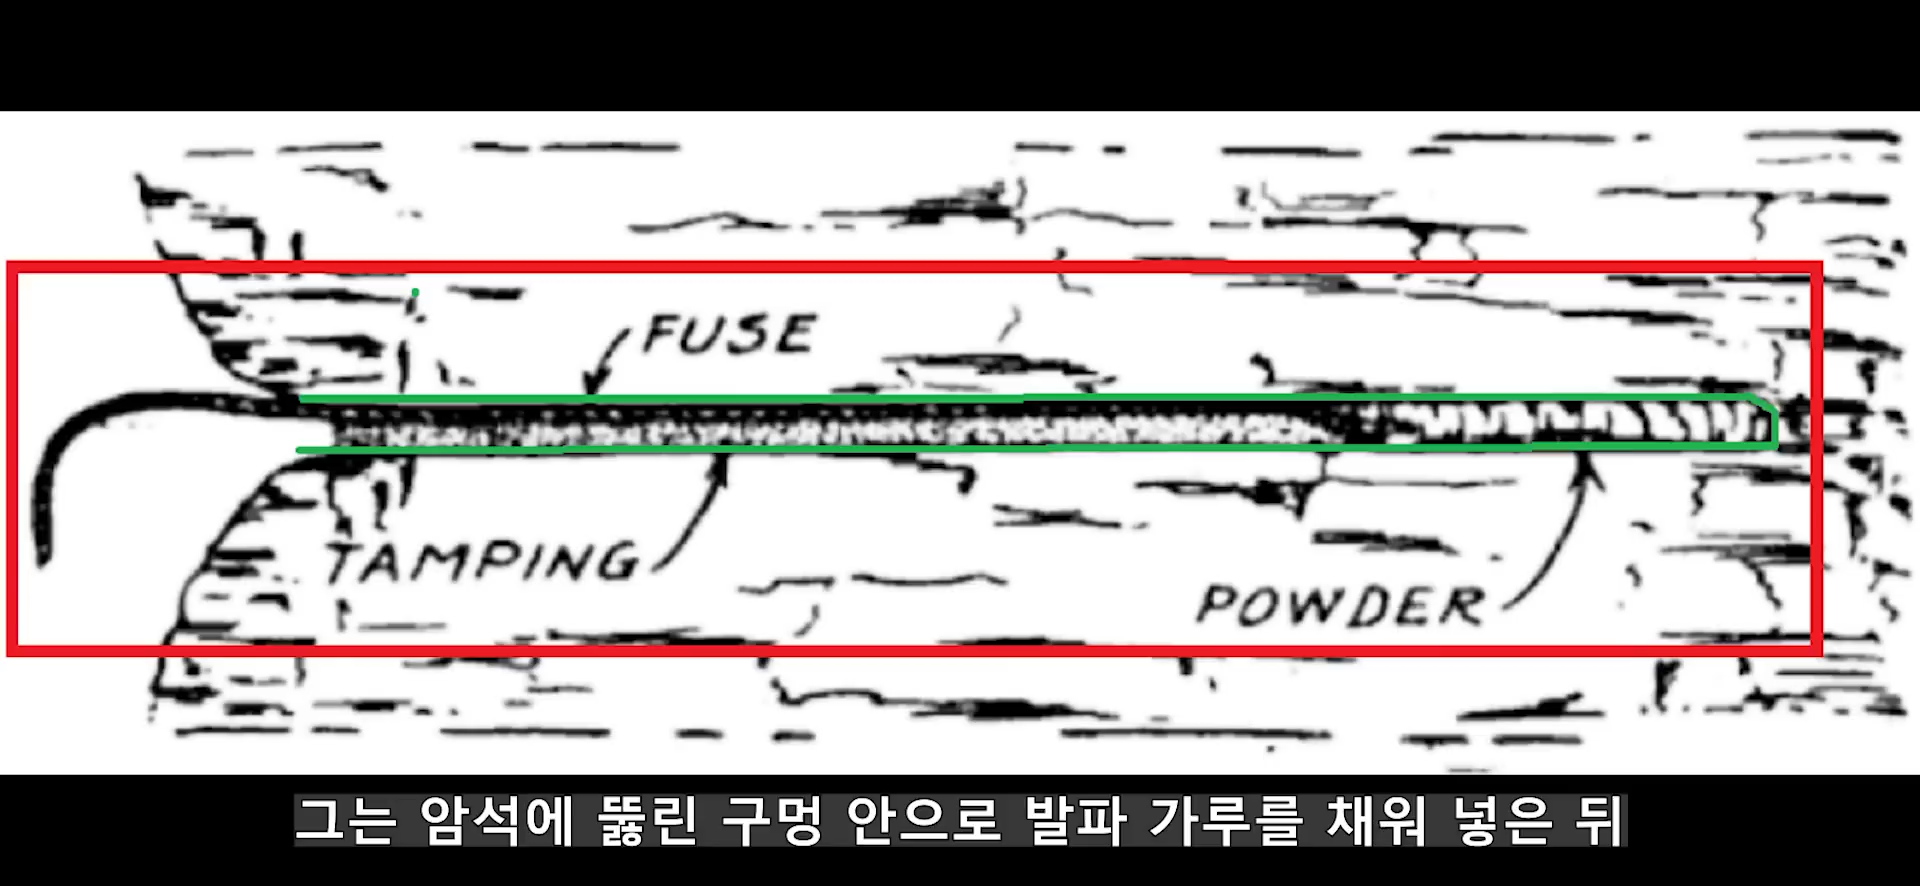 FUSE
TAMPING
POWDER
그는 암석에 뚫린 구멍 안으로 발파 가루를 채워 넣은 뒤